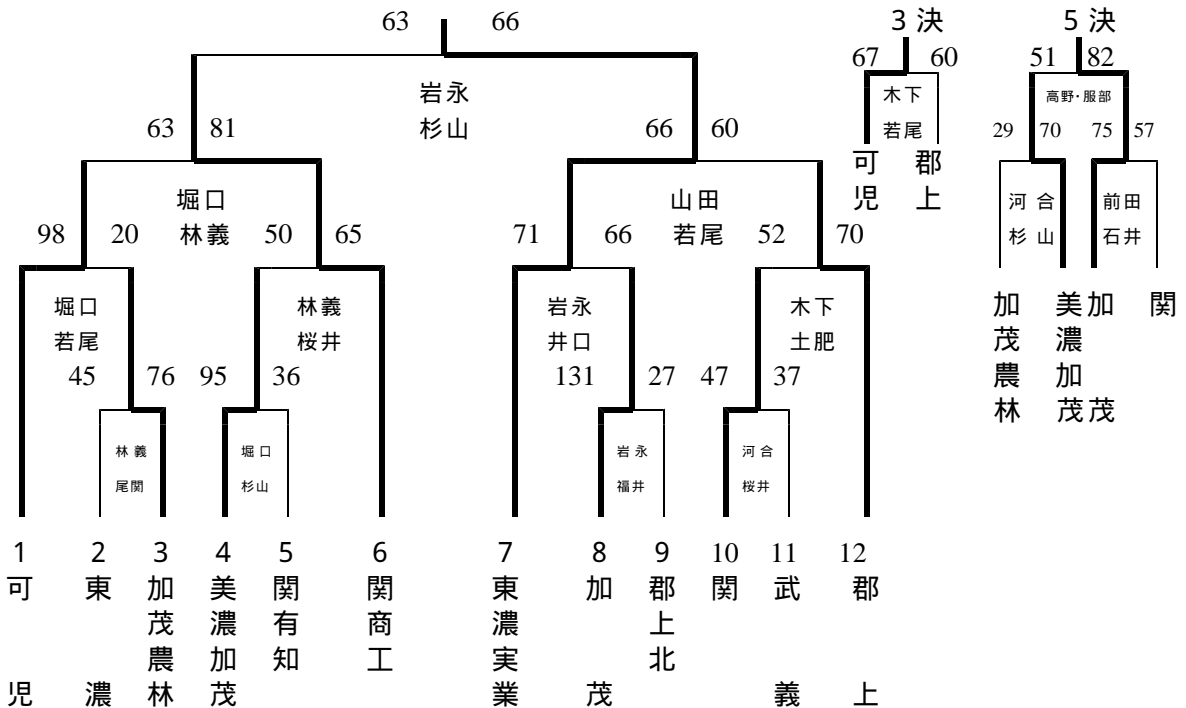 63 66
3 決
5 決
67 60
51 82
岩永
杉山
木下
若尾
高野・服部
63 81
66 60
29 70 75 57
可児
郡上
堀口
林義
山田
若尾
河合
杉山
前田
石井
98 20 50 65
71 66 52 70
堀口
若尾
林義
桜井
岩永
井口
木下
土肥
加茂農林
美濃加茂
加茂
関
45 76 95 36
131 27 47 37
林義
尾関
堀口
杉山
岩永
福井
河合
桜井
1 2 3 4 5 6 7 8 9 10 11 12
可児
東濃
加茂農林
美濃加茂
関有知
関商工
東濃実業
加茂
郡上北
関
武義
郡上